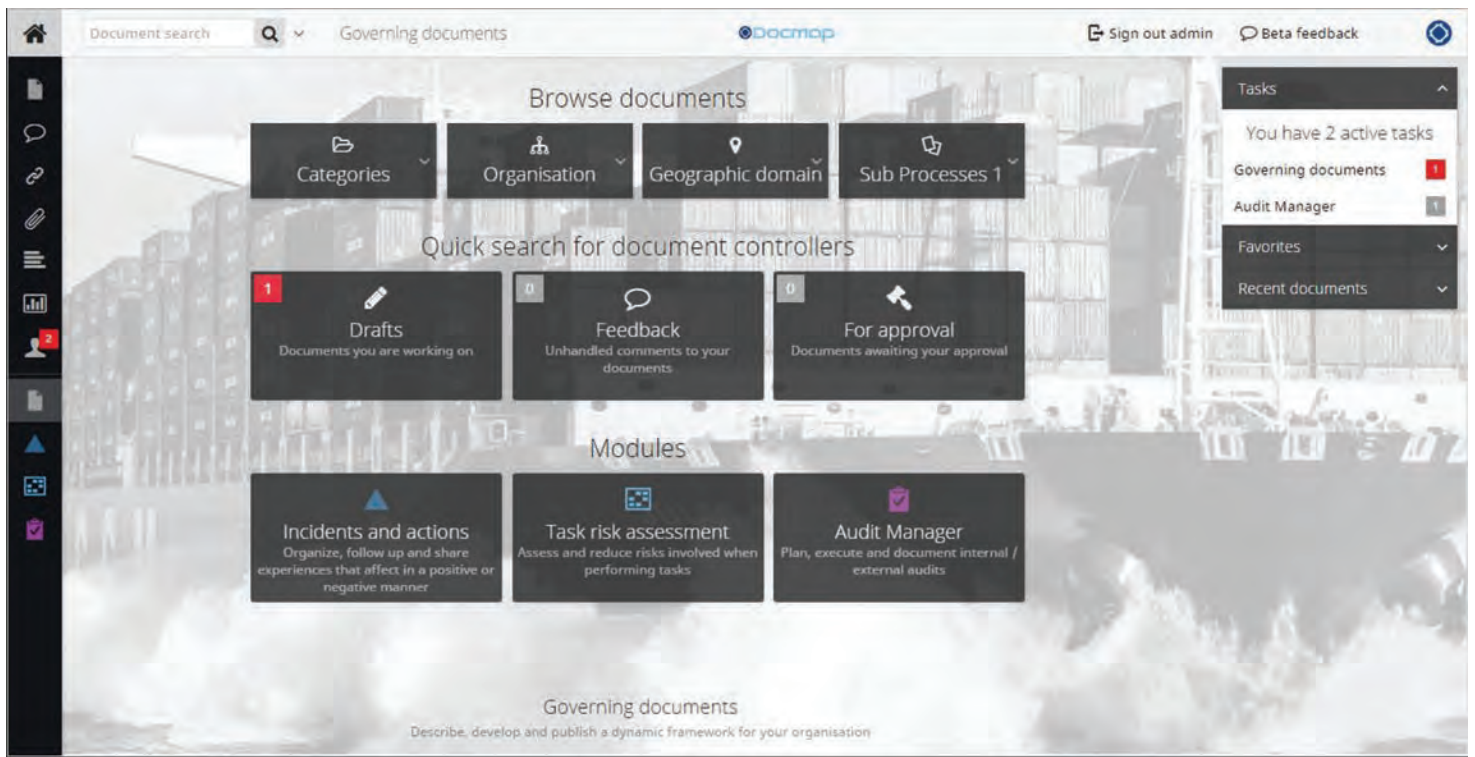 Document search
Governing documents
Docmap
Sign out admin
Beta feedback
Browse documents
Categories
Organisation
Geographic domain
Sub Processes 1
Tasks
You have 2 active tasks
Governing documents 1
Audit Manager 1
Favorites
Recent documents
Quick search for document controllers
1
Drafts
Documents you are working on
0
Feedback
Unhandled comments to your
documents
0
For approval
Documents awaiting your approval
2
Modules
Incidents and actions
Organize, follow up and share
experiences that affect in a positive or
negative manner
Task risk assessment
Assess and reduce risks involved when
performing tasks
Audit Manager
Plan, execute and document internal /
external audits
Governing documents
Describe, develop and publish a dynamic framework for your organisation